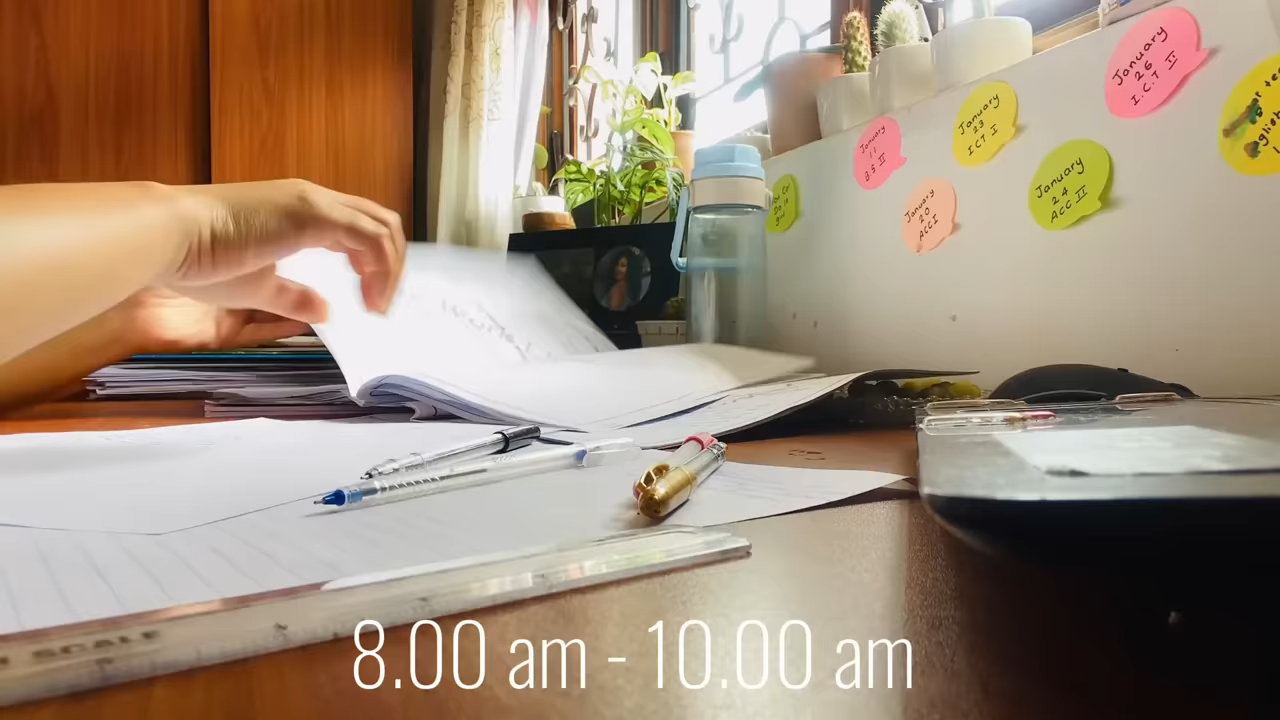 January
26
I.C.T II
January
23
ICT I
January
11
B.S II
January
24
ACC II
January
20
ACC I
SCALE
8.00 am - 10.00 am